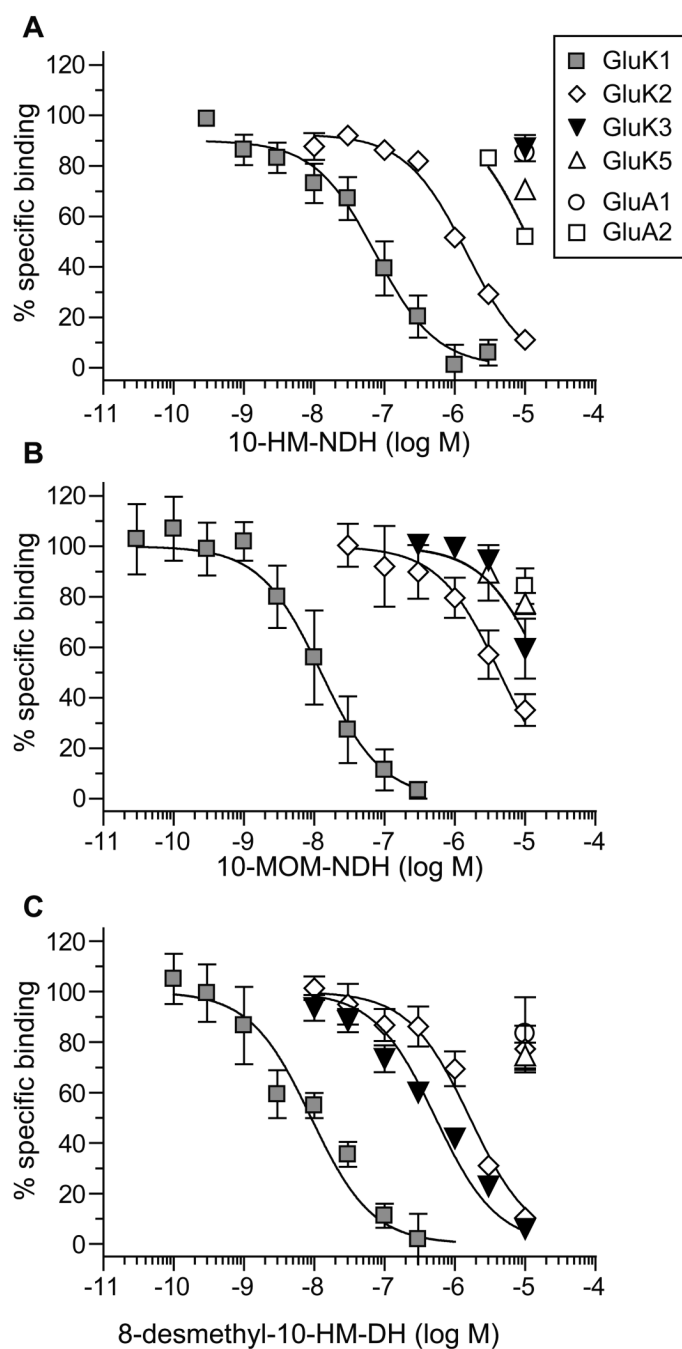 A
120
100
80
60
40
20
0
% specific binding
-11 -10 -9 -8 -7 -6 -5 -4
10-HM-NDH (log M)
GluK1
GluK2
GluK3
GluK5
GluA1
GluA2
B
120
100
80
60
40
20
0
% specific binding
-11 -10 -9 -8 -7 -6 -5 -4
10-MOM-NDH (log M)
C
120
100
80
60
40
20
0
% specific binding
-11 -10 -9 -8 -7 -6 -5 -4
8-desmethyl-10-HM-DH (log M)